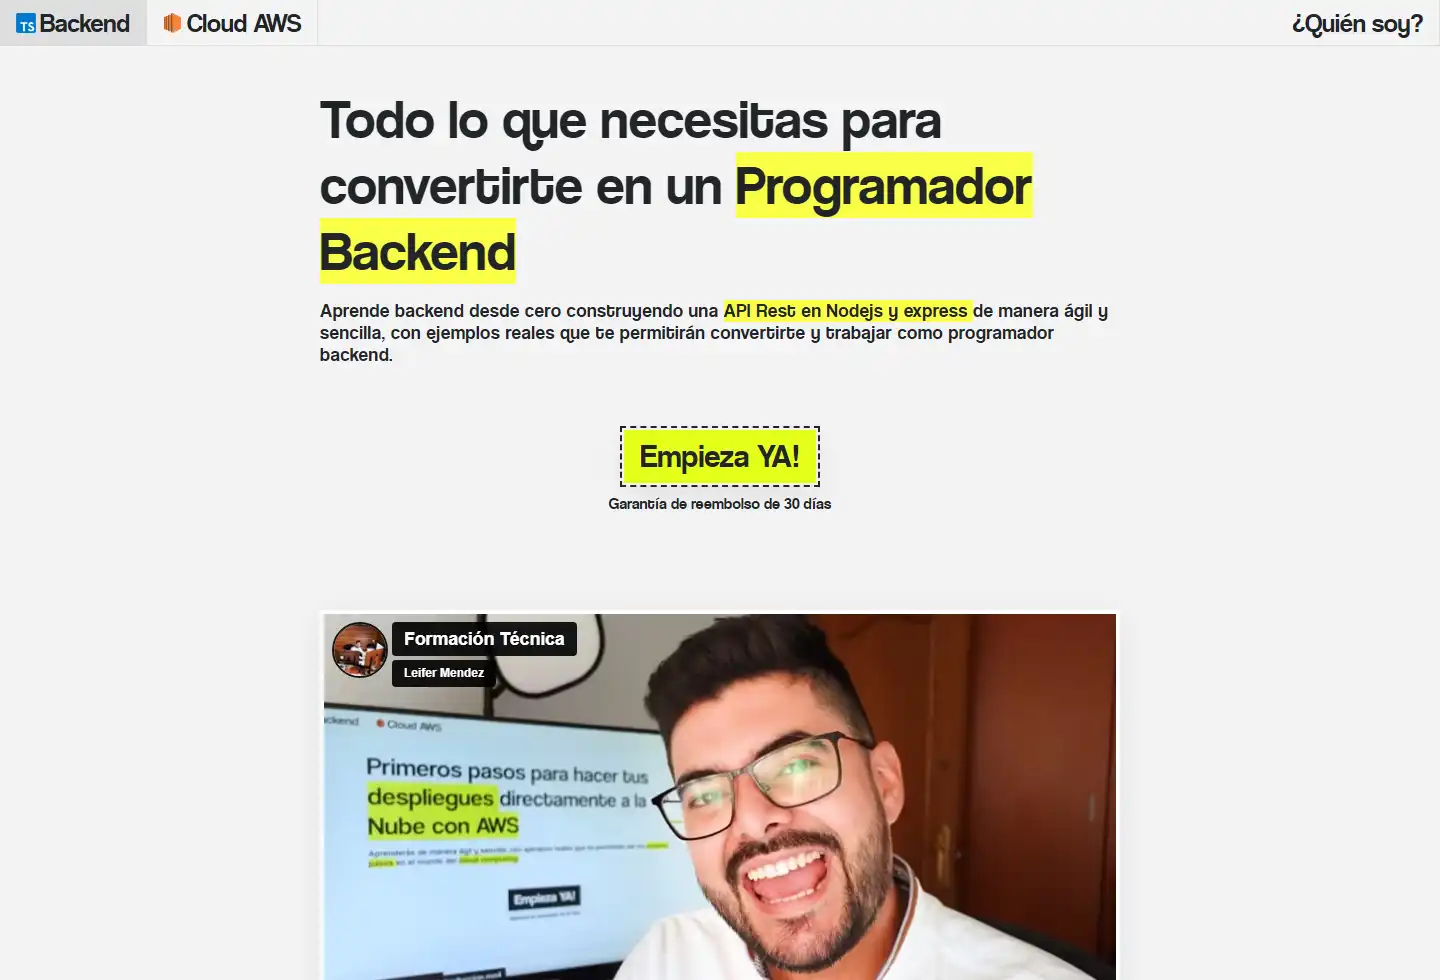 TS Backend
Cloud AWS
¿Quién soy?
Todo lo que necesitas para
convertirte en un Programador
Backend
Aprende backend desde cero construyendo una API Rest en Nodejs y express de manera ágil y
sencilla, con ejemplos reales que te permitirán convertirte y trabajar como programador
backend.
Empieza YA!
Garantía de reembolso de 30 días
Formación Técnica
Leifer Mendez
ckend
Cloud AWS
Primeros pasos para hacer tus
despliegues directamente a la
Nube con AWS
Empieza YA!